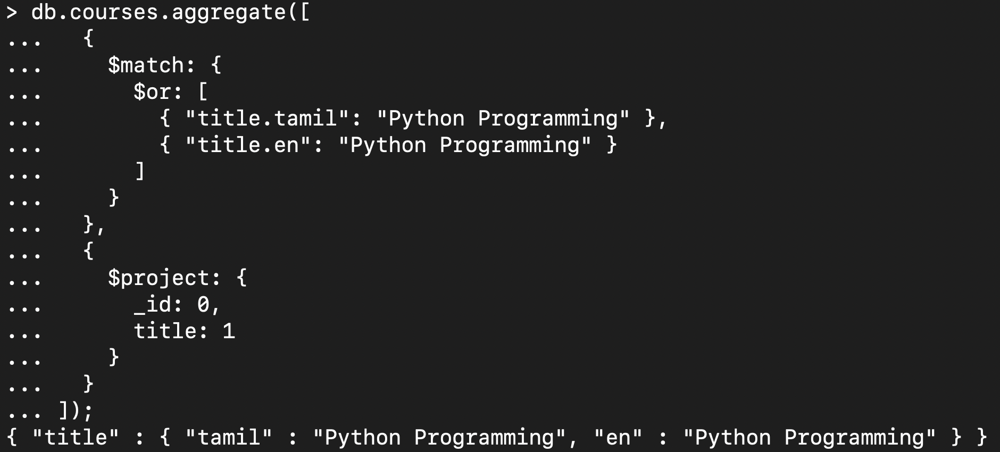 > db.courses.aggregate([
...   {
...     $match: {
...       $or: [
...         { "title.tamil": "Python Programming" },
...         { "title.en": "Python Programming" }
...       ]
...     }
...   },
...   {
...     $project: {
...       _id: 0,
...       title: 1
...     }
...   }
... ]);
{ "title" : { "tamil" : "Python Programming", "en" : "Python Programming" } }